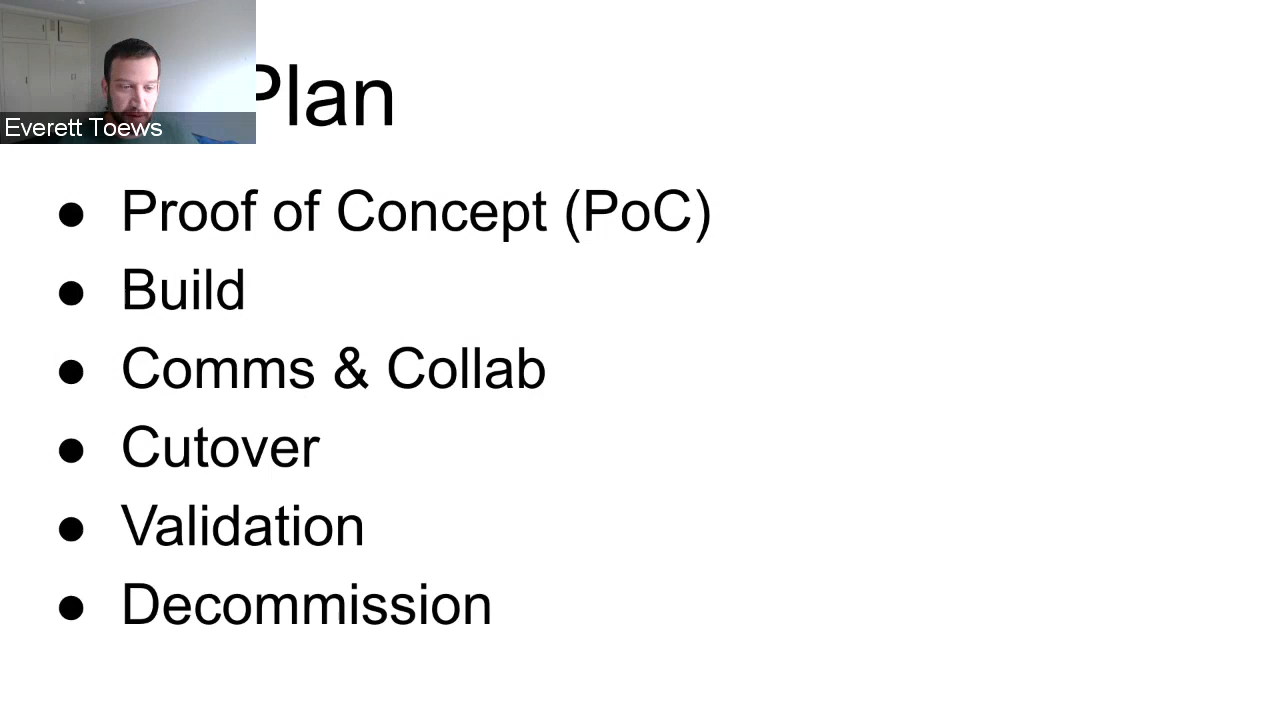 Everett Toews
Plan
● Proof of Concept (PoC)
● Build
● Comms & Collab
● Cutover
● Validation
● Decommission